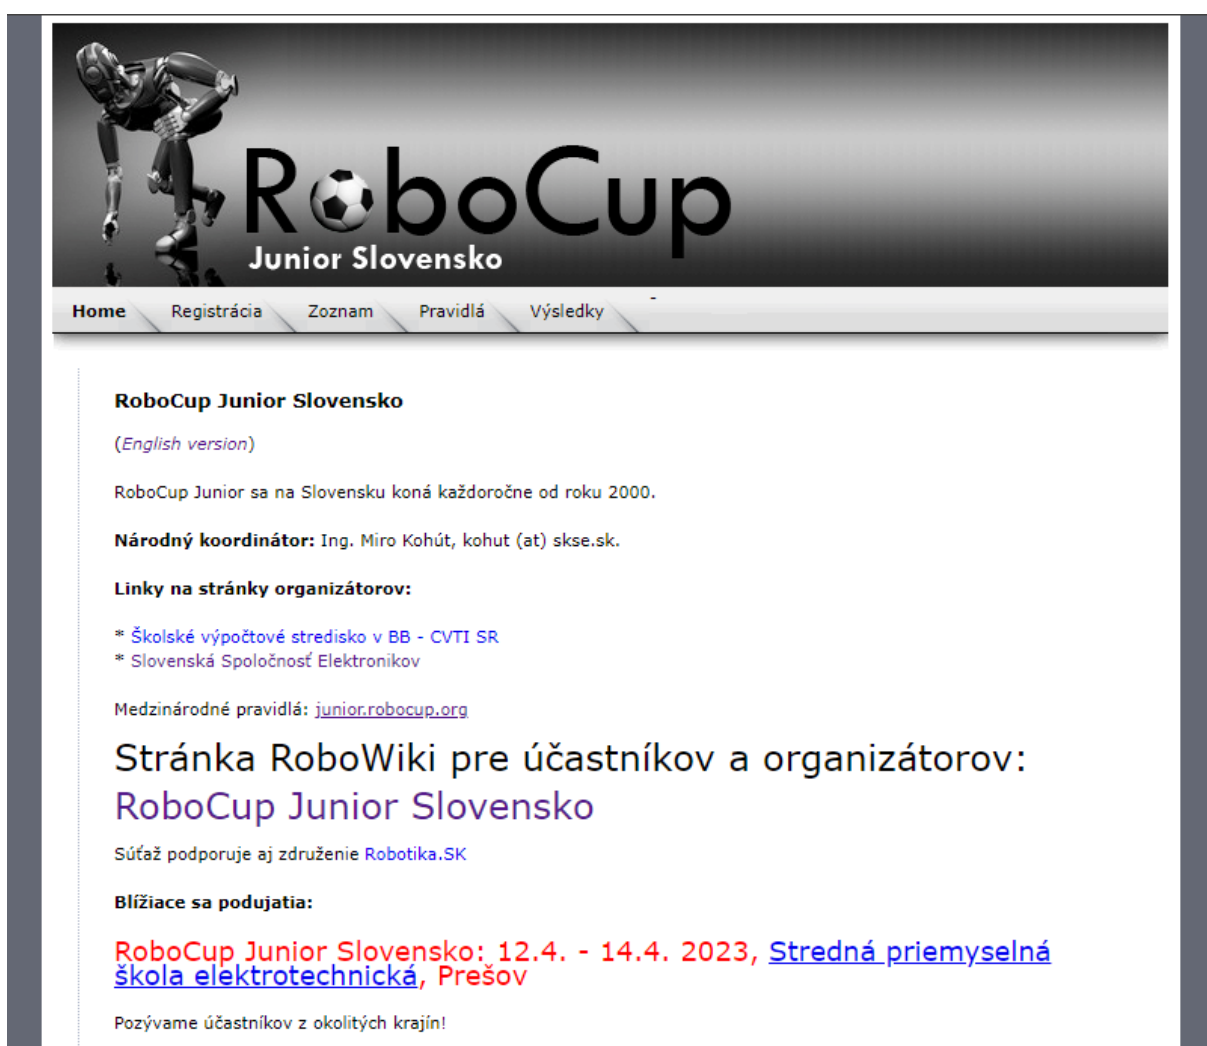 RoboCup
Junior Slovensko
Home Registrácia Zoznam Pravidlá Výsledky -
RoboCup Junior Slovensko
(English version)
RoboCup Junior sa na Slovensku koná každoročne od roku 2000.
Národný koordinátor: Ing. Miro Kohút, kohut (at) skse.sk.
Linky na stránky organizátorov:
* Školské výpočtové stredisko v BB - CVTI SR
* Slovenská Spoločnosť Elektronikov
Medzinárodné pravidlá: junior.robocup.org
Stránka RoboWiki pre účastníkov a organizátorov:
RoboCup Junior Slovensko
Súťaž podporuje aj združenie Robotika.SK
Blížiace sa podujatia:
RoboCup Junior Slovensko: 12.4. - 14.4. 2023, Stredná priemyselná
škola elektrotechnická, Prešov
Pozývame účastníkov z okolitých krajín!